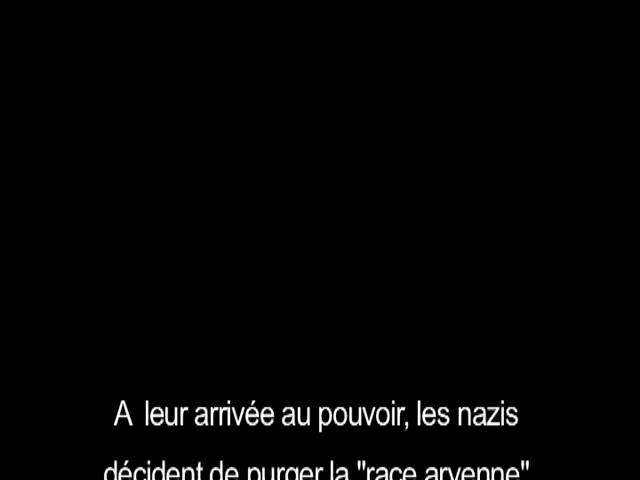 A leur arrivée au pouvoir, les nazis
décident de purger la "race aryenne"